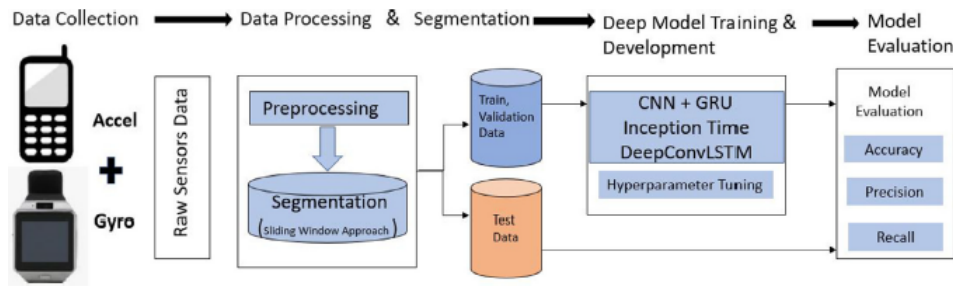 Data Collection
Data Processing & Segmentation
Deep Model Training &
Development
Model
Evaluation
Accel
+
Gyro
Raw Sensors Data
Preprocessing
Segmentation
(Sliding Window Approach)
Train,
Validation
Data
Test
Data
CNN + GRU
Inception Time
DeepConvLSTM
Hyperparameter Tuning
Model
Evaluation
Accuracy
Precision
Recall